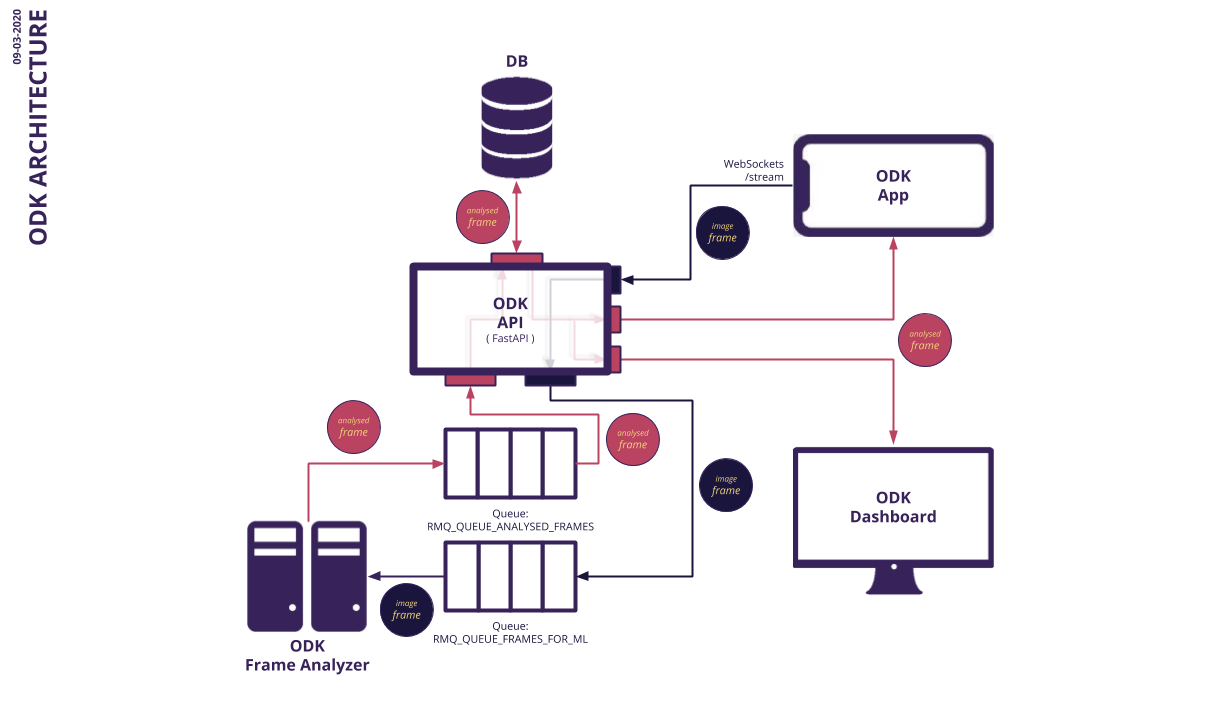 09-03-2020
ODK ARCHITECTURE
DB
analysed
frame
WebSockets
/stream
image
frame
ODK
App
ODK
API
( FastAPI )
analysed
frame
analysed
frame
analysed
frame
image
frame
Queue:
RMQ_QUEUE_ANALYSED_FRAMES
ODK
Dashboard
image
frame
Queue:
RMQ_QUEUE_FRAMES_FOR_ML
ODK
Frame Analyzer